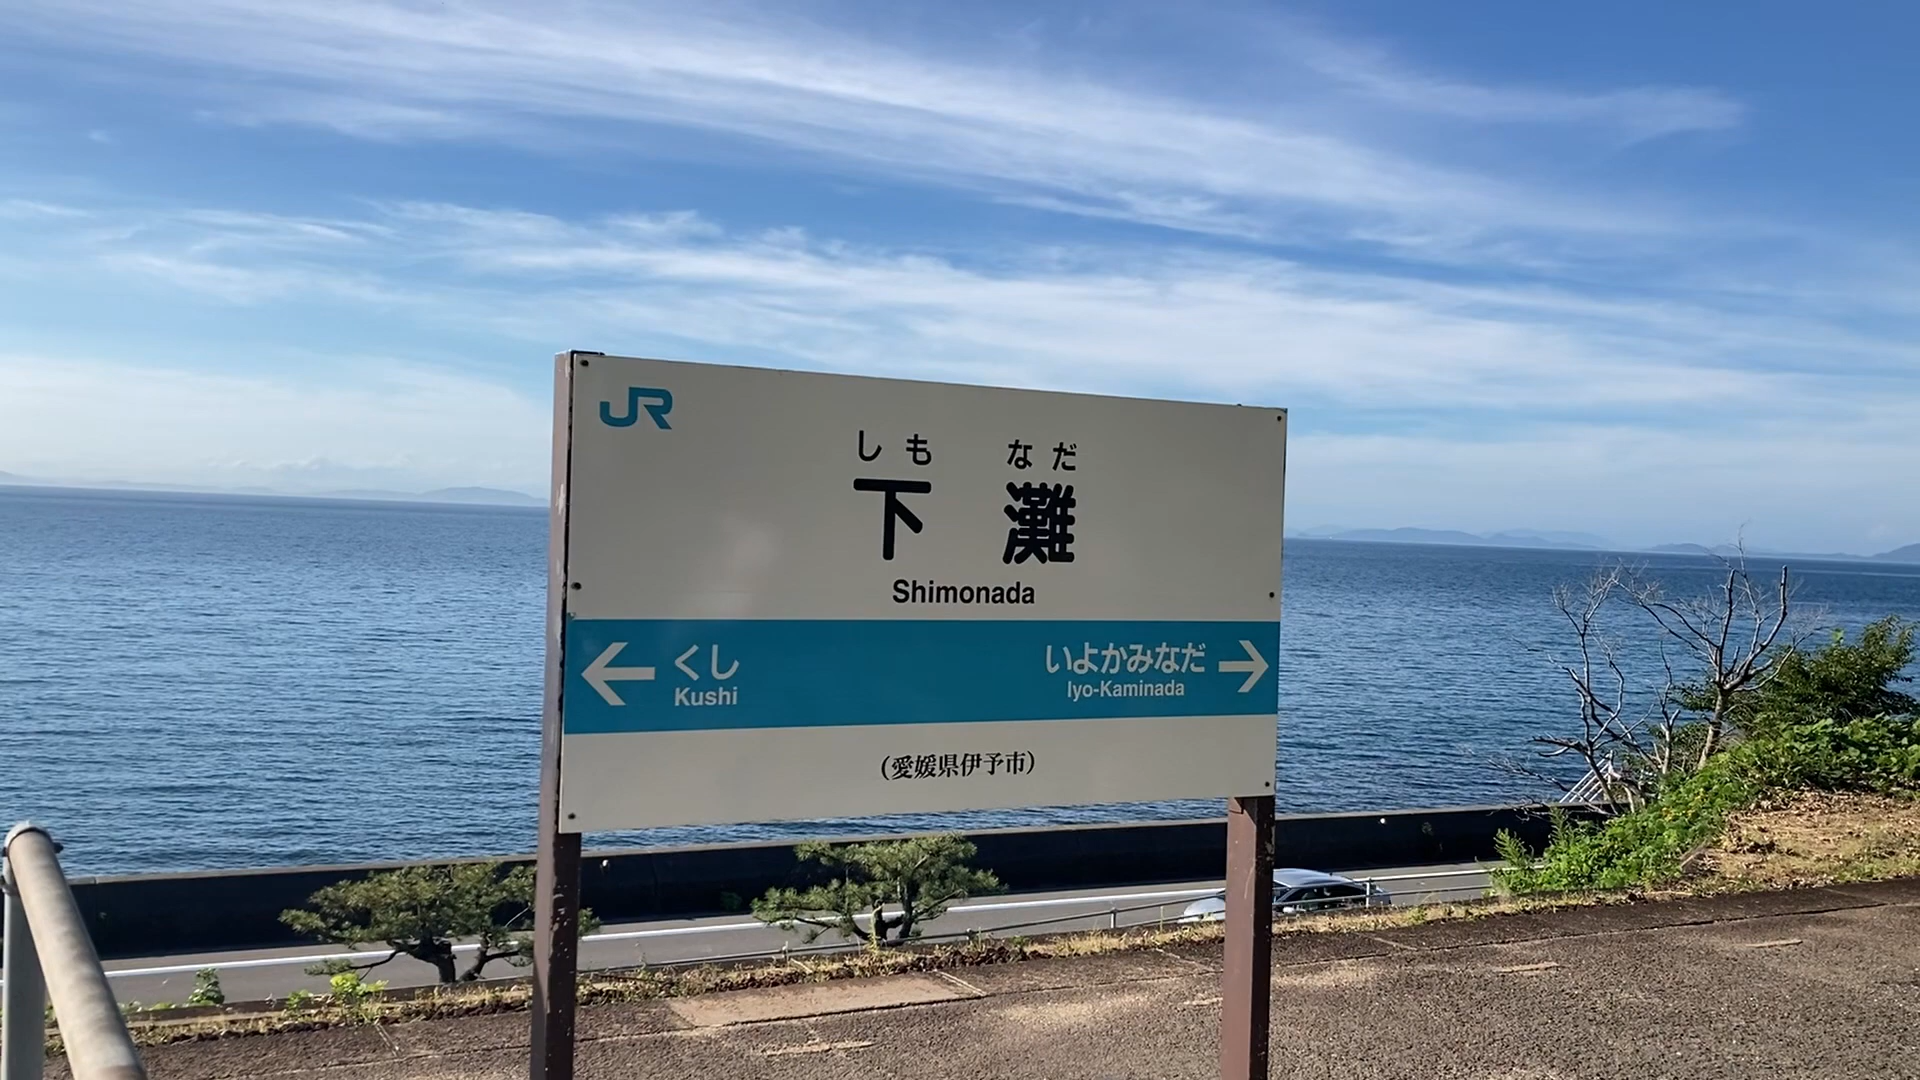 JR
しも なだ
下 灘
Shimonada
← くし
Kushi
いよかみなだ →
Iyo-Kaminada
(愛媛県伊予市)